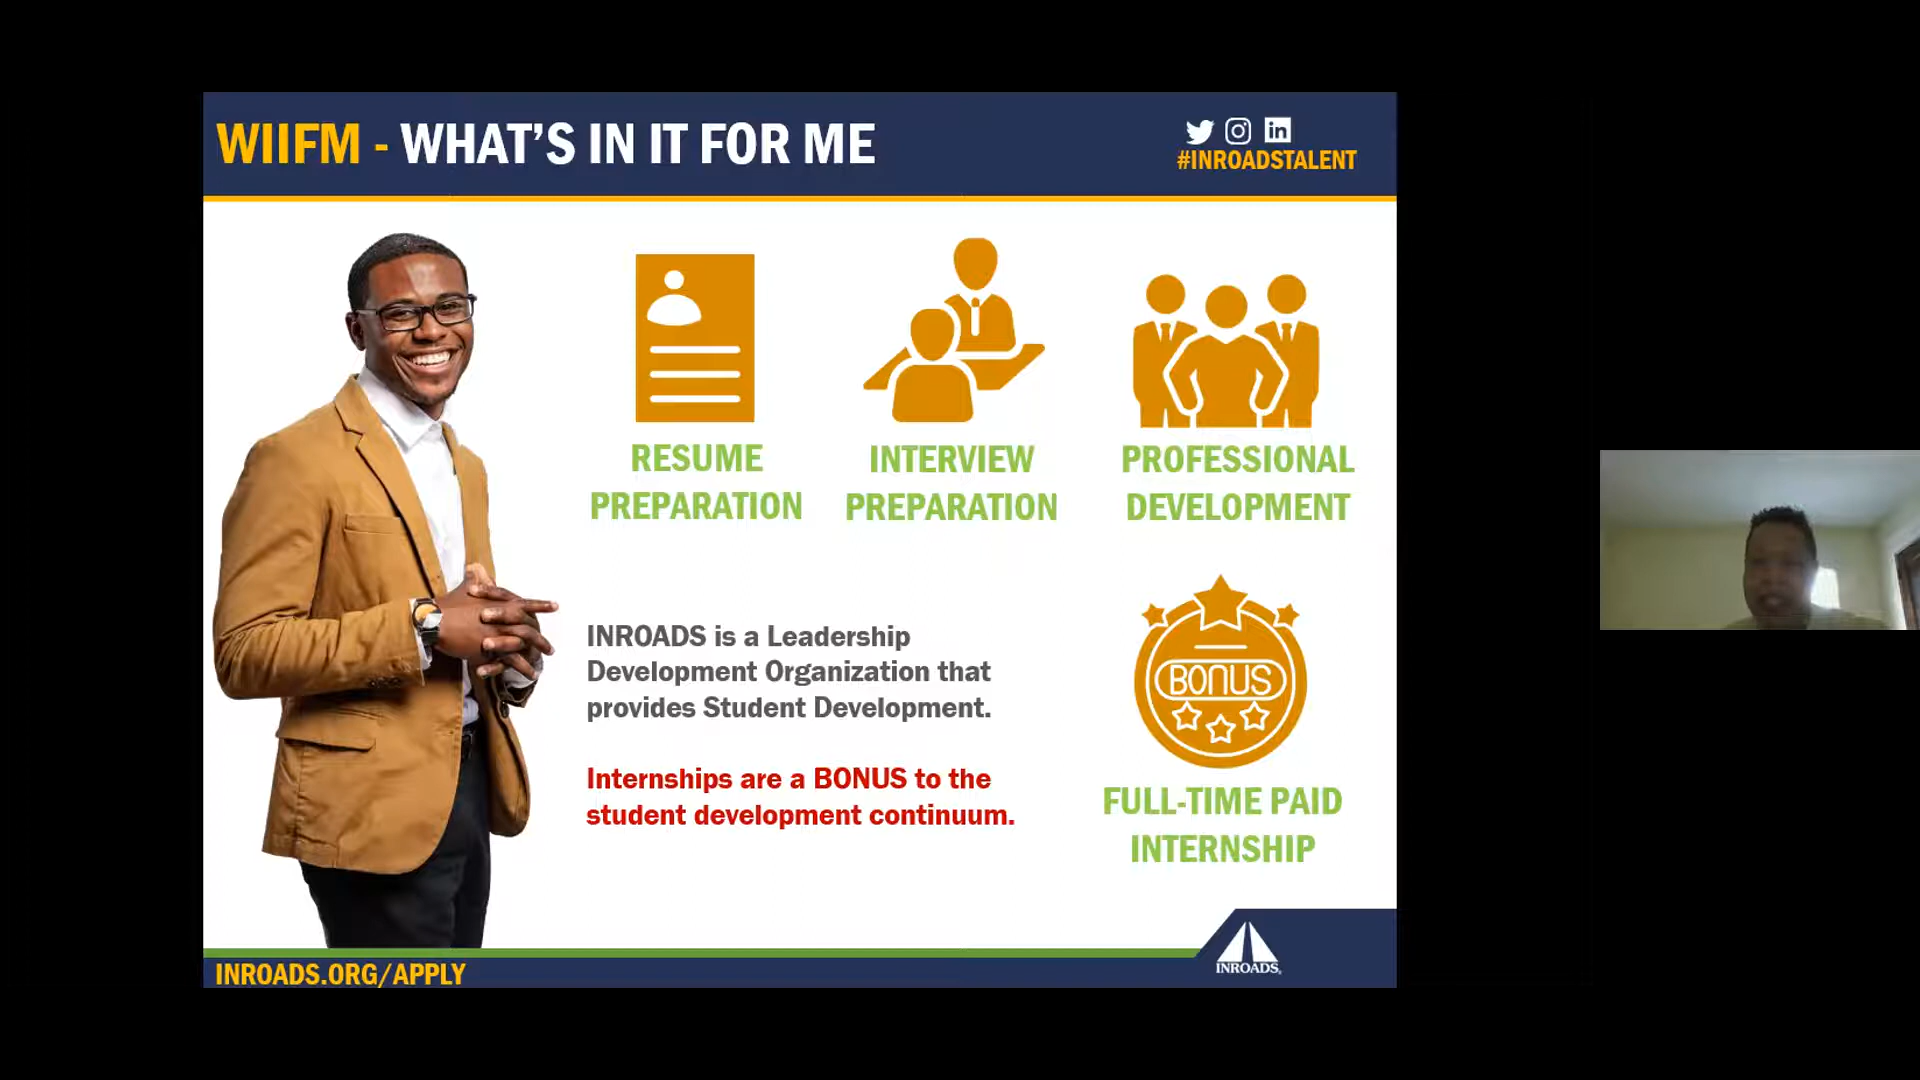 WIIFM - WHAT'S IN IT FOR ME
#INROADSTALENT
RESUME
PREPARATION
INTERVIEW
PREPARATION
PROFESSIONAL
DEVELOPMENT
INROADS is a Leadership
Development Organization that
provides Student Development.
Internships are a BONUS to the
student development continuum.
BONUS
FULL-TIME PAID
INTERNSHIP
INROADS.ORG/APPLY
INROADS